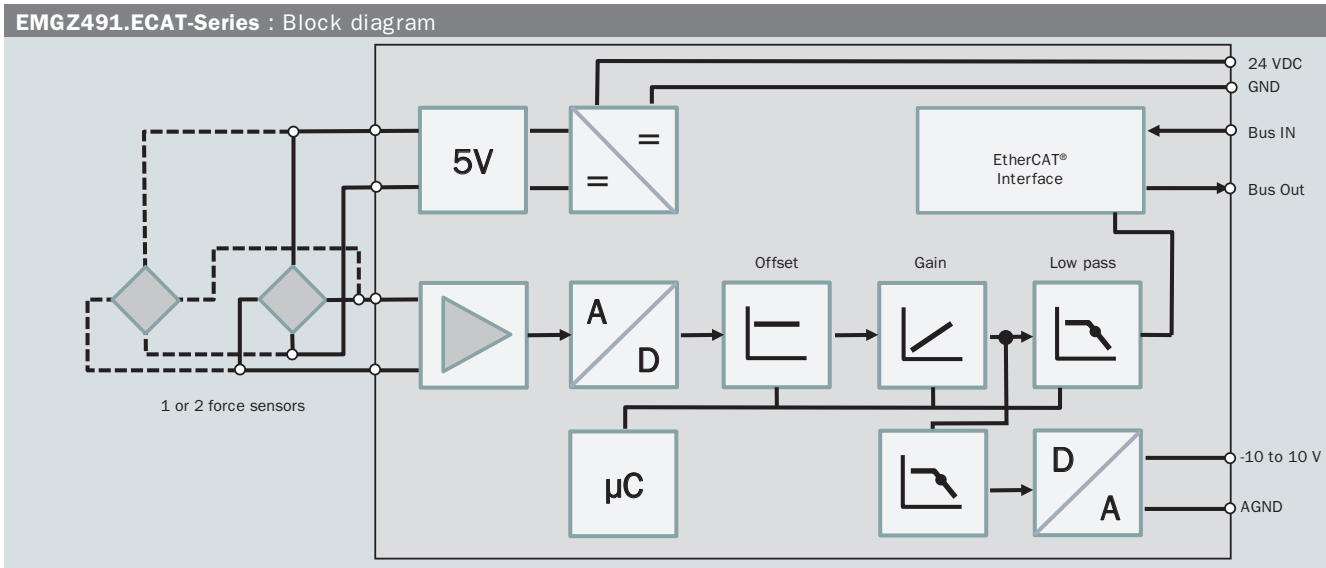 EMGZ491.ECAT-Series : Block diagram
24 VDC
GND
Bus IN
Bus Out
5V
=
=
EtherCAT®
Interface
Offset
Gain
Low pass
A
D
1 or 2 force sensors
µC
D
A
-10 to 10 V
AGND